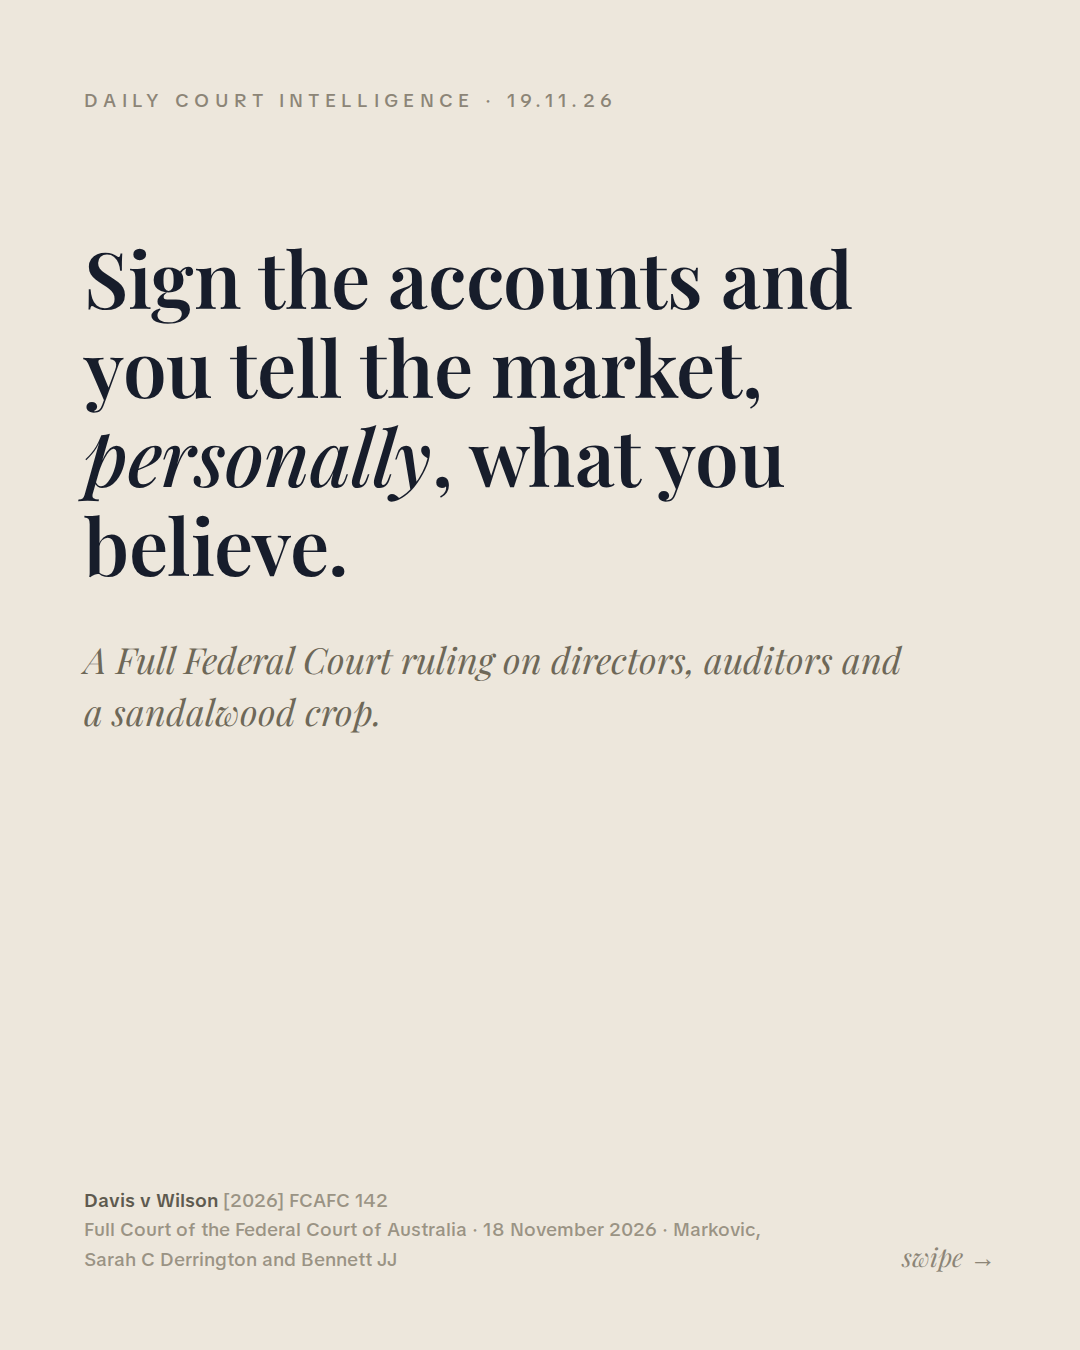 DAILY COURT INTELLIGENCE · 19.11.26
Sign the accounts and
you tell the market,
personally, what you
believe.
A Full Federal Court ruling on directors, auditors and
a sandalwood crop.
Davis v Wilson [2026] FCAFC 142
Full Court of the Federal Court of Australia · 18 November 2026 · Markovic,
Sarah C Derrington and Bennett JJ
swipe →